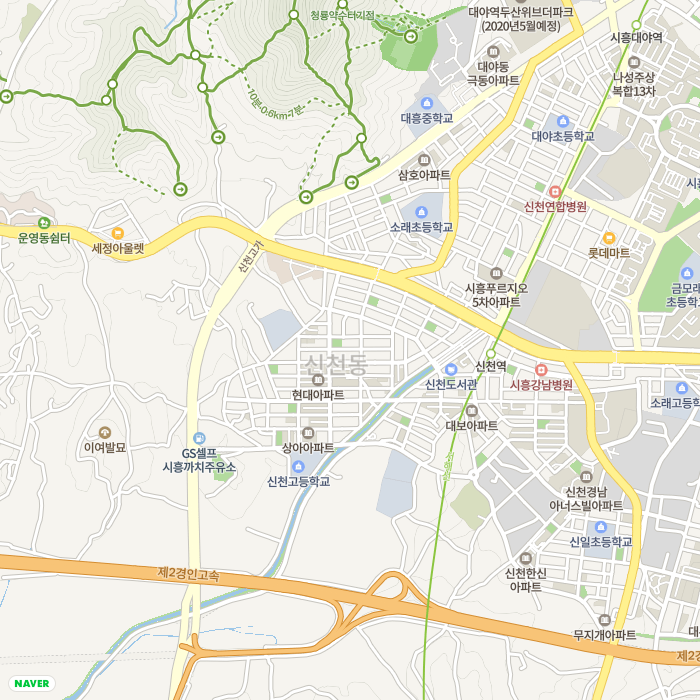 청룡약수터기점
대야역두산위브더파크
(2020년5월예정)
시흥대야역
대야동
극동아파트
나성주상
복합13차
10분~0.6km~7분
대흥중학교
대야초등학교
삼호아파트
신천연합병원
소래초등학교
운영동쉼터
세정아울렛
신천고가
롯데마트
시흥푸르지오
5차아파트
금모래
초등학교
신천동
신천역
현대아파트
신천도서관
시흥강남병원
소래고등학
대보아파트
이여발묘
GS셀프
시흥까치주유소
상아아파트
신천고등학교
서해선
신천경남
아너스빌아파트
신일초등학교
제2경인고속
신천한신
아파트
무지개아파트
대
제2경
NAVER